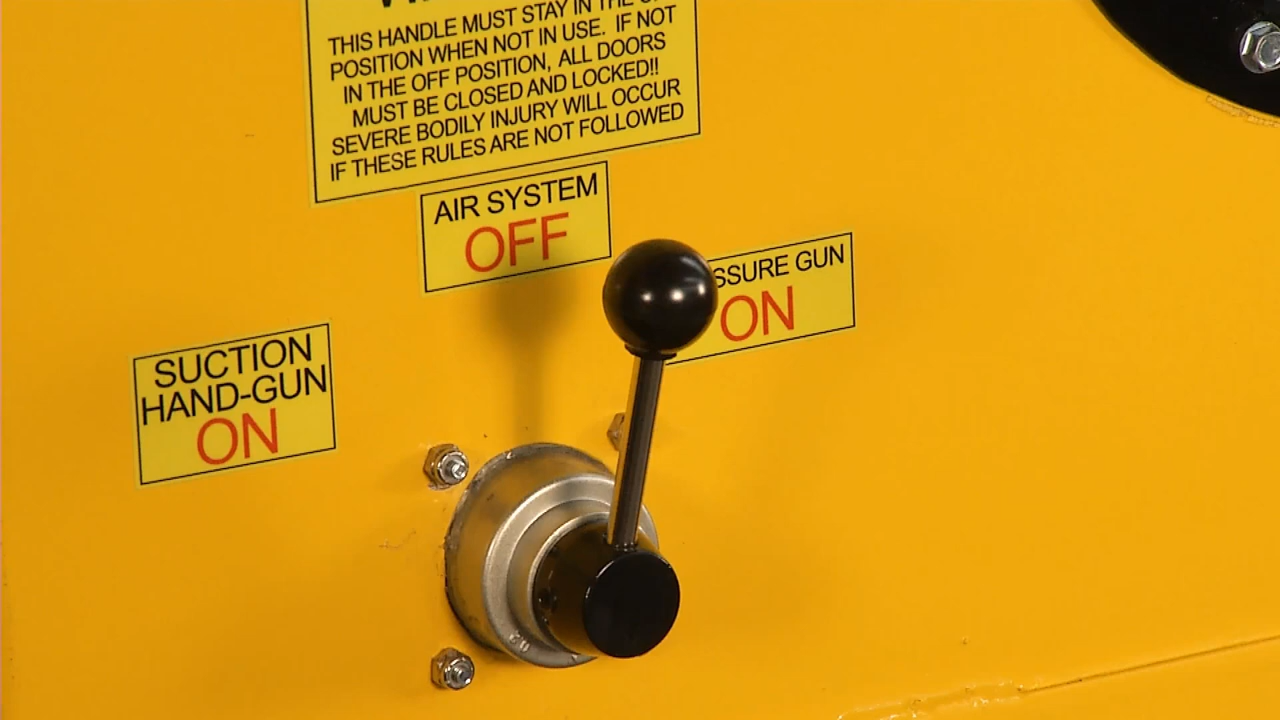 THIS HANDLE MUST STAY IN THE
POSITION WHEN NOT IN USE. IF NOT
IN THE OFF POSITION, ALL DOORS
MUST BE CLOSED AND LOCKED!!
SEVERE BODILY INJURY WILL OCCUR
IF THESE RULES ARE NOT FOLLOWED
AIR SYSTEM
OFF
SSURE GUN
ON
SUCTION
HAND-GUN
ON